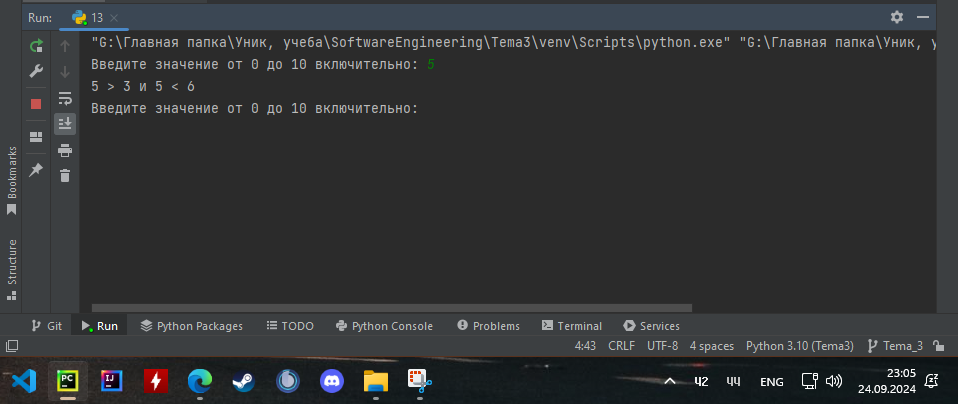 Run: 13
"G:\Главная папка\Уник, учеба\SoftwareEngineering\Tema3\venv\Scripts\python.exe" "G:\Главная папка\Уник, у
Введите значение от 0 до 10 включительно: 5
5 > 3 и 5 < 6
Введите значение от 0 до 10 включительно:
Bookmarks
Structure
Git Run Python Packages TODO Python Console Problems Terminal Services
4:43 CRLF UTF-8 4 spaces Python 3.10 (Tema3) Tema_3
PC IJ ENG 23:05
24.09.2024